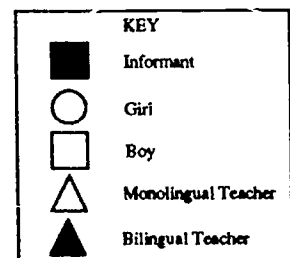 KEY
Informant
Girl
Boy
Monolingual Teacher
Bilingual Teacher